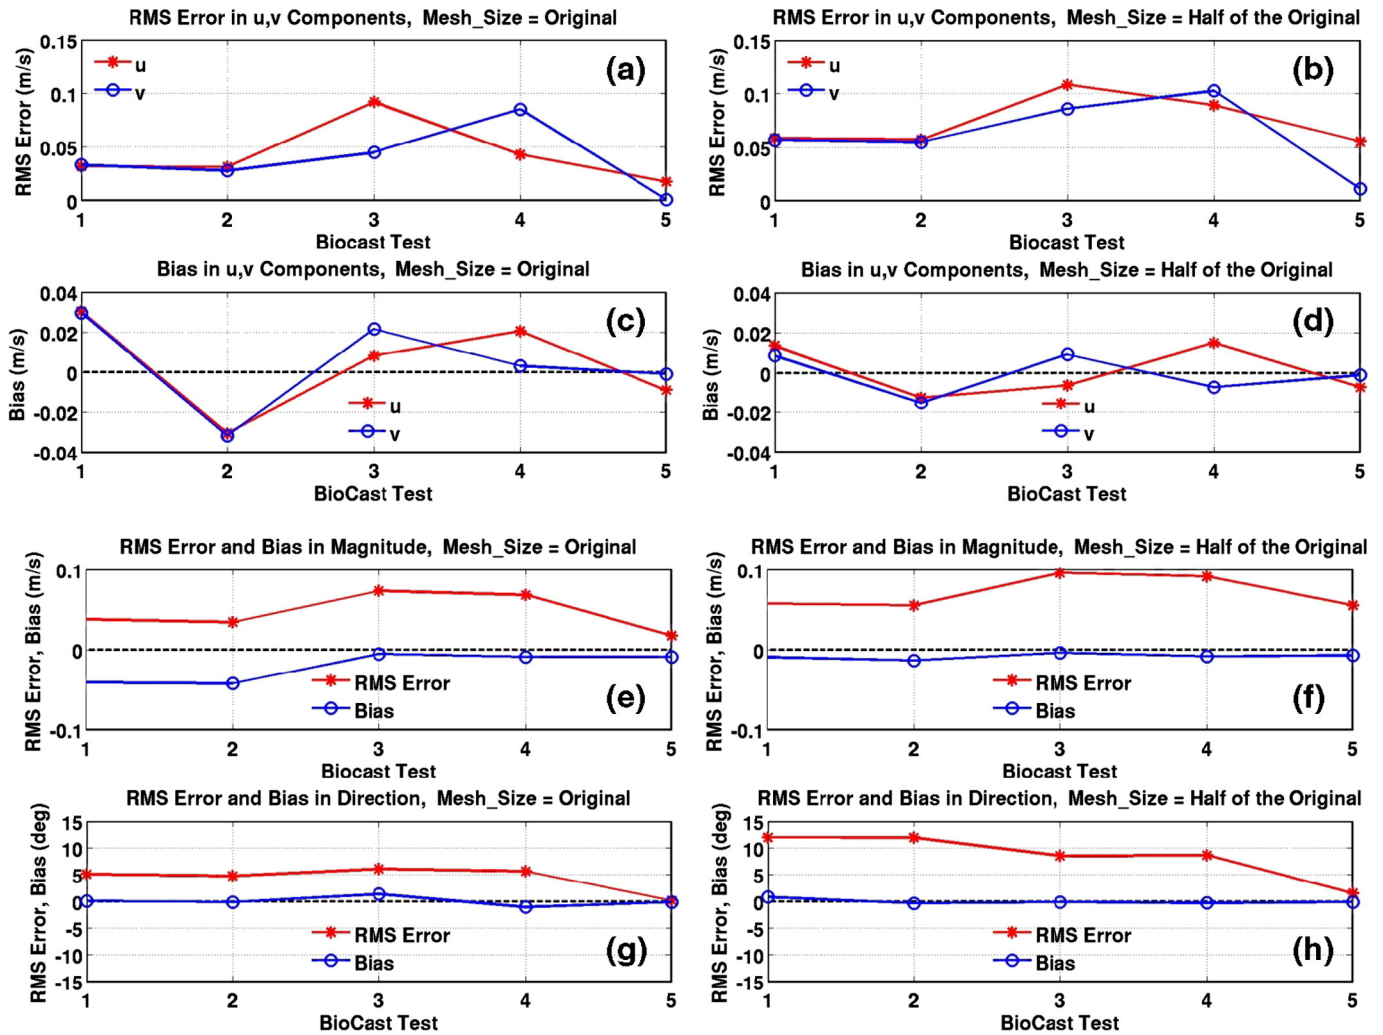 RMS Error in u,v Components, Mesh_Size = Original
0.15
0.1
0.05
0
RMS Error (m/s)
u
v
(a)
1 2 3 4 5
Biocast Test
RMS Error in u,v Components, Mesh_Size = Half of the Original
0.15
0.1
0.05
0
RMS Error (m/s)
u
v
(b)
1 2 3 4 5
Biocast Test
Bias in u,v Components, Mesh_Size = Original
0.04
0.02
0
-0.02
-0.04
Bias (m/s)
(c)
u
v
1 2 3 4 5
BioCast Test
Bias in u,v Components, Mesh_Size = Half of the Original
0.04
0.02
0
-0.02
-0.04
Bias (m/s)
(d)
u
v
1 2 3 4 5
BioCast Test
RMS Error and Bias in Magnitude, Mesh_Size = Original
0.1
0
-0.1
RMS Error, Bias (m/s)
RMS Error
Bias
(e)
1 2 3 4 5
Biocast Test
RMS Error and Bias in Magnitude, Mesh_Size = Half of the Original
0.1
0
-0.1
RMS Error, Bias (m/s)
RMS Error
Bias
(f)
1 2 3 4 5
Biocast Test
RMS Error and Bias in Direction, Mesh_Size = Original
15
10
5
0
-5
-10
-15
RMS Error, Bias (deg)
RMS Error
Bias
(g)
1 2 3 4 5
BioCast Test
RMS Error and Bias in Direction, Mesh_Size = Half of the Original
15
10
5
0
-5
-10
-15
RMS Error, Bias (deg)
RMS Error
Bias
(h)
1 2 3 4 5
BioCast Test